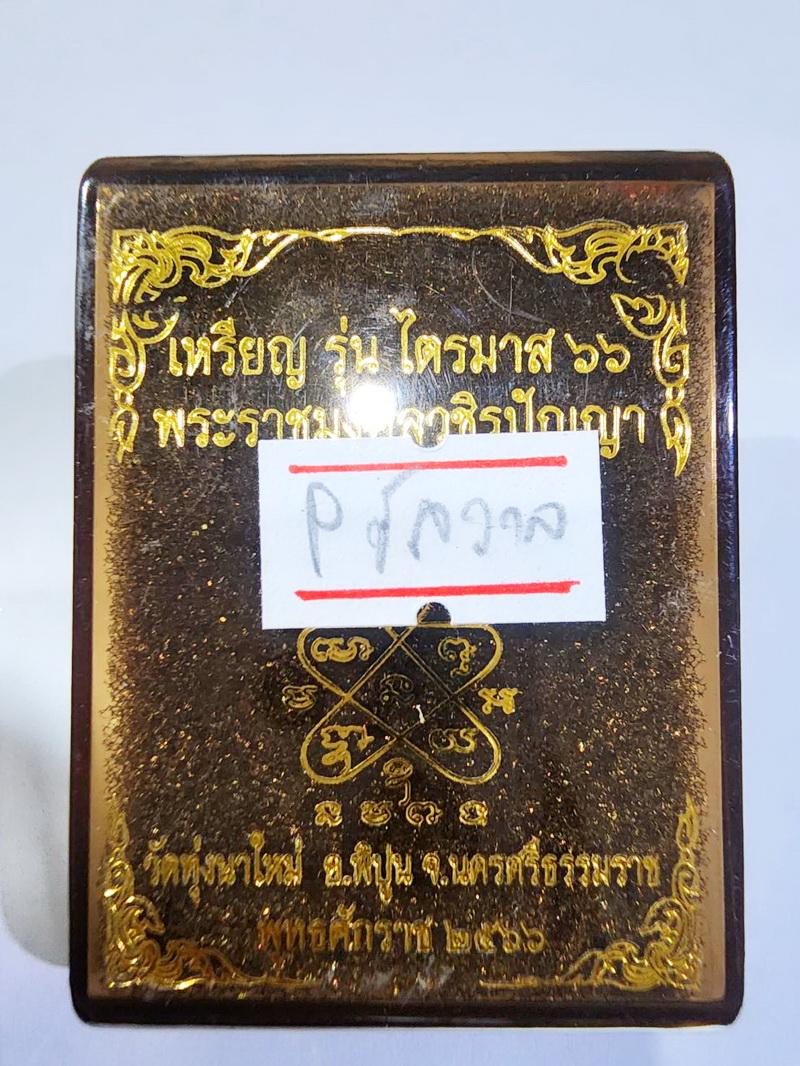 เหรียญ รุ่น ไตรมาส ๖๖
พระราชมงคลวชิรปัญญา
P
วัดทุ่งนาใหม่ อ.พิปูน จ.นครศรีธรรมราช
พุทธศักราช ๒๕๖๖